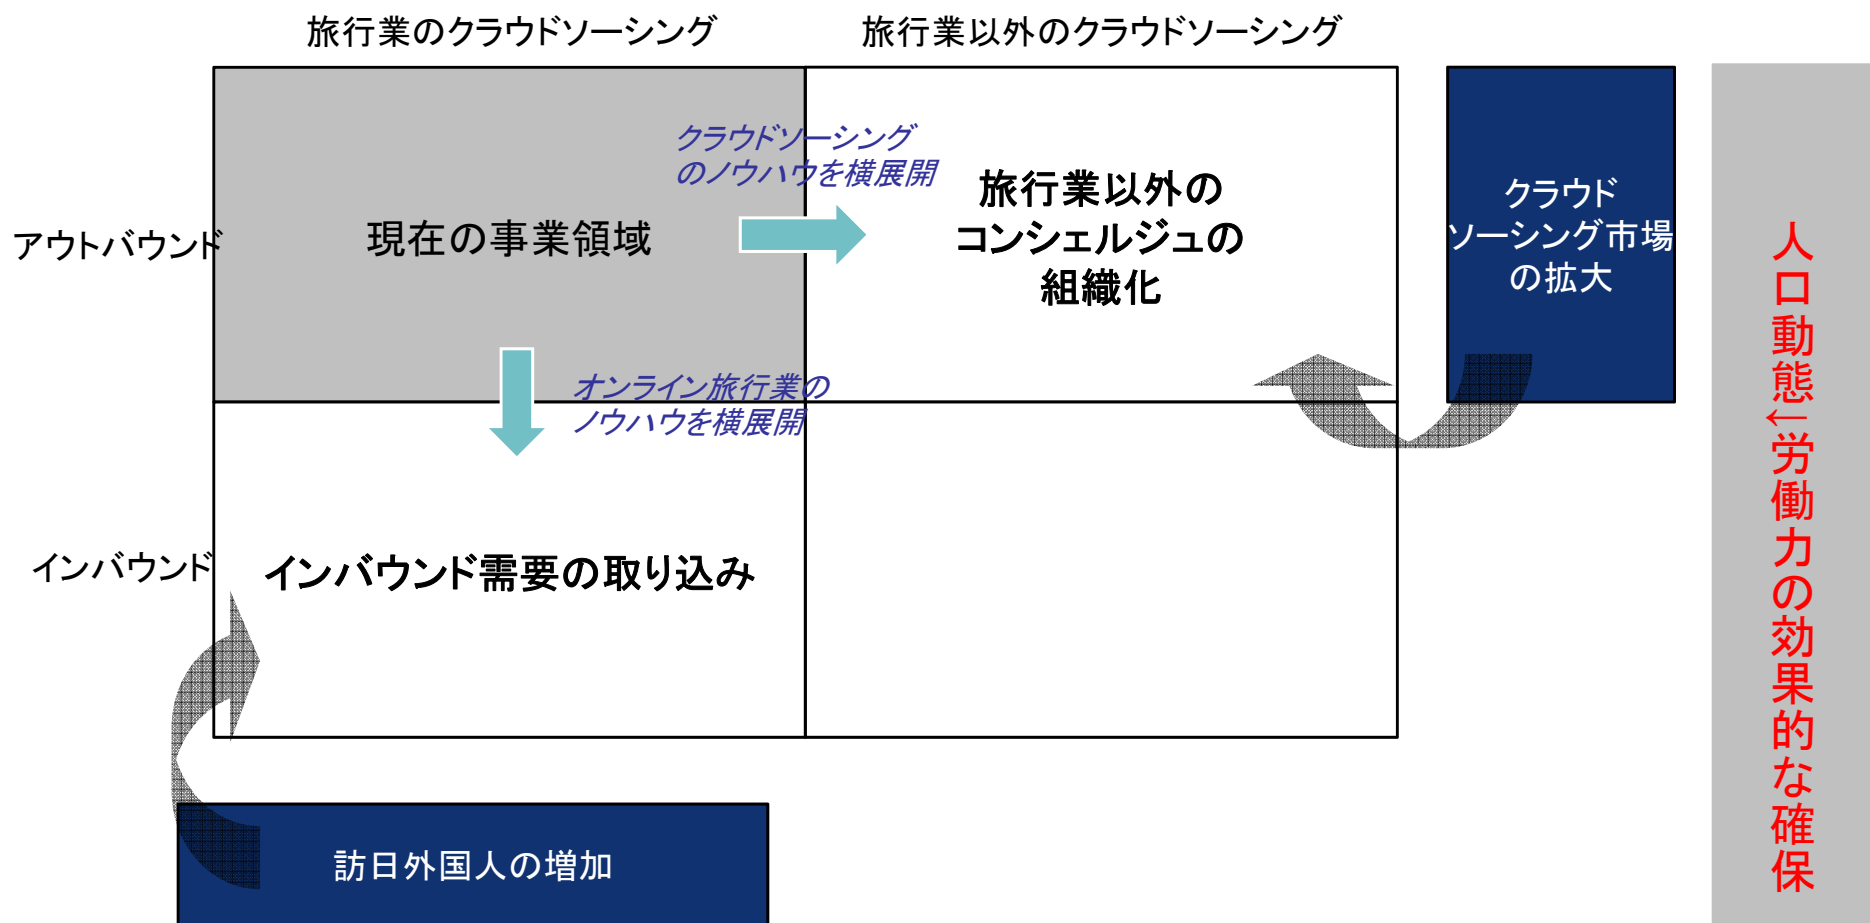 旅行業のクラウドソーシング
旅行業以外のクラウドソーシング
アウトバウンド
現在の事業領域
クラウドソーシング
のノウハウを横展開
旅行業以外の
コンシェルジュの
組織化
クラウド
ソーシング市場
の拡大
オンライン旅行業の
ノウハウを横展開
インバウンド
インバウンド需要の取り込み
訪日外国人の増加
人口動態←労働力の効果的な確保